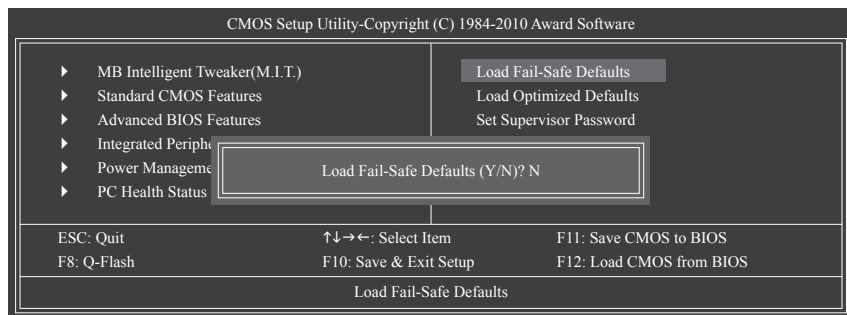 CMOS Setup Utility-Copyright (C) 1984-2010 Award Software
MB Intelligent Tweaker(M.I.T.)
Standard CMOS Features
Advanced BIOS Features
Integrated Periphe
Power Manageme
PC Health Status
Load Fail-Safe Defaults
Load Optimized Defaults
Set Supervisor Password
Load Fail-Safe Defaults (Y/N)? N
ESC: Quit ↑↓→←: Select Item F11: Save CMOS to BIOS
F8: Q-Flash F10: Save & Exit Setup F12: Load CMOS from BIOS
Load Fail-Safe Defaults